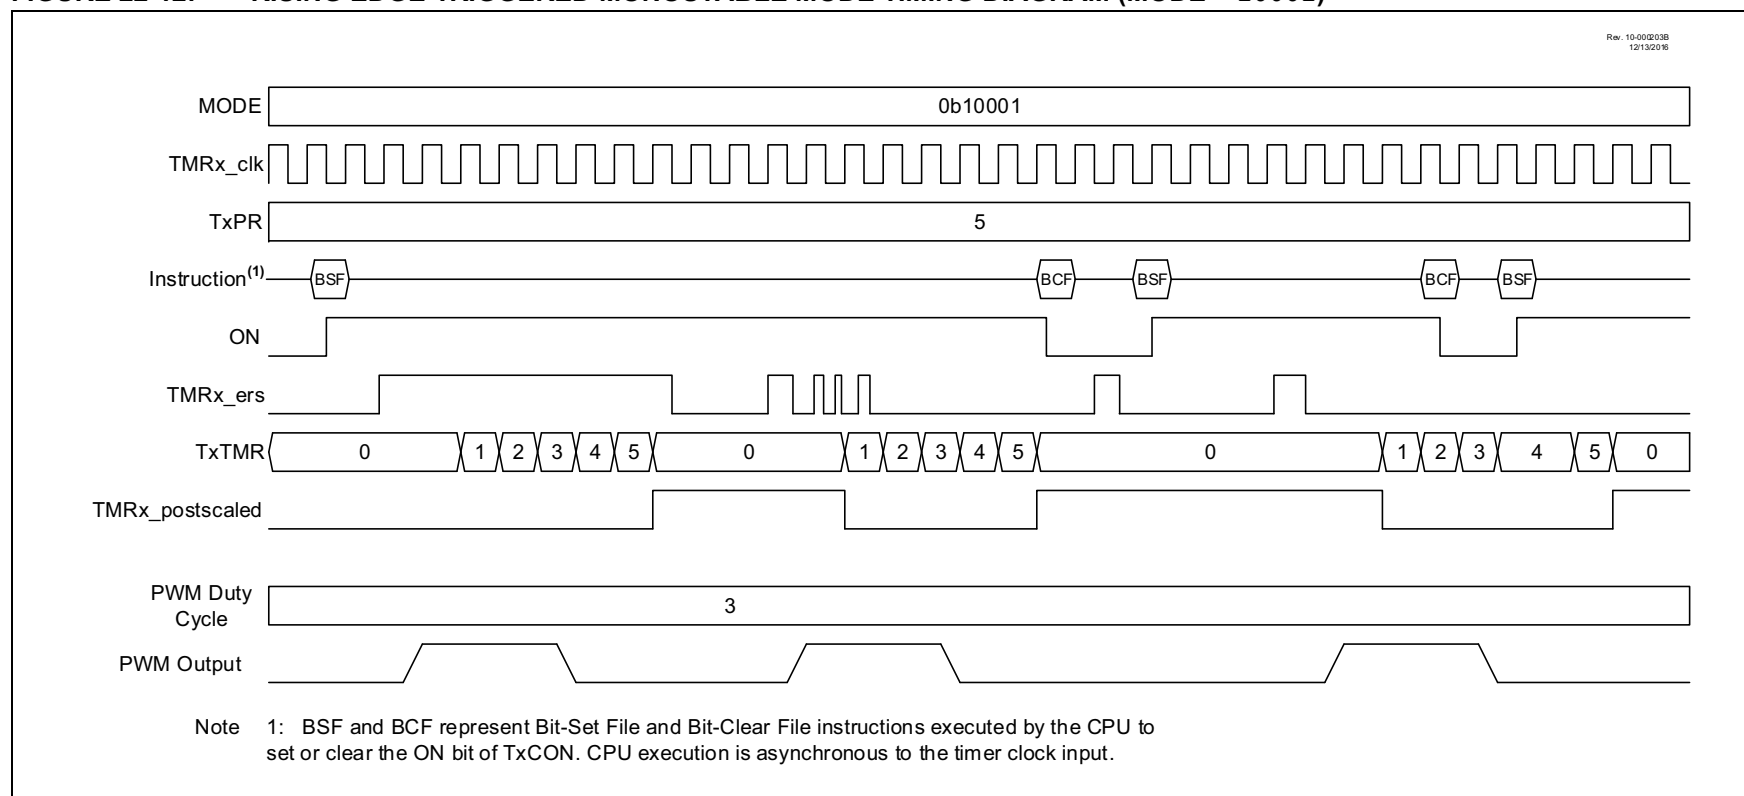 Rev. 10-000203B
12/13/2016
MODE 0b10001
TMRx_clk
TxPR 5
Instruction(1) BSF BCF BSF BCF BSF
ON
TMRx_ers
TxTMR 0 1 2 3 4 5 0 1 2 3 4 5 0 1 2 3 4 5 0
TMRx_postscaled
PWM Duty
Cycle 3
PWM Output
Note 1: BSF and BCF represent Bit-Set File and Bit-Clear File instructions executed by the CPU to
set or clear the ON bit of TxCON. CPU execution is asynchronous to the timer clock input.